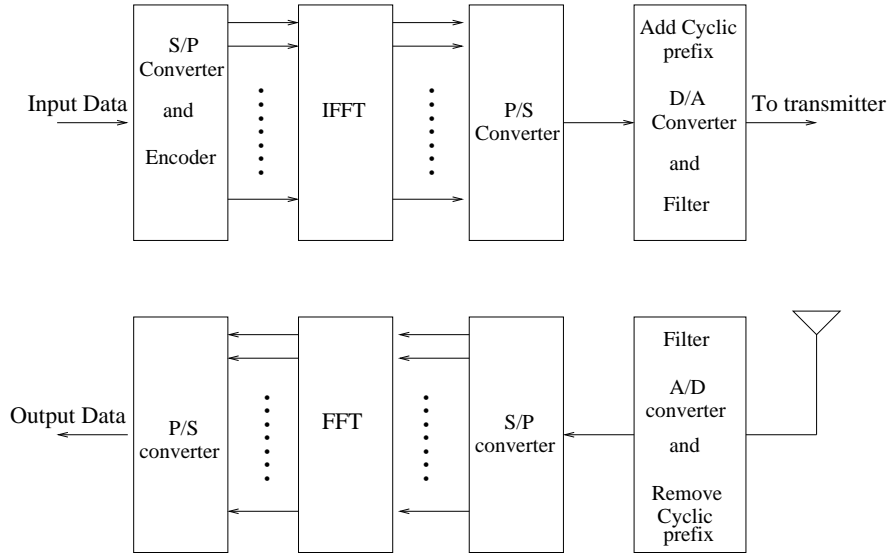 Input Data
S/P
Converter
and
Encoder
IFFT
P/S
Converter
Add Cyclic
prefix
D/A
Converter
and
Filter
To transmitter
Output Data
P/S
converter
FFT
S/P
converter
Filter
A/D
converter
and
Remove
Cyclic
prefix